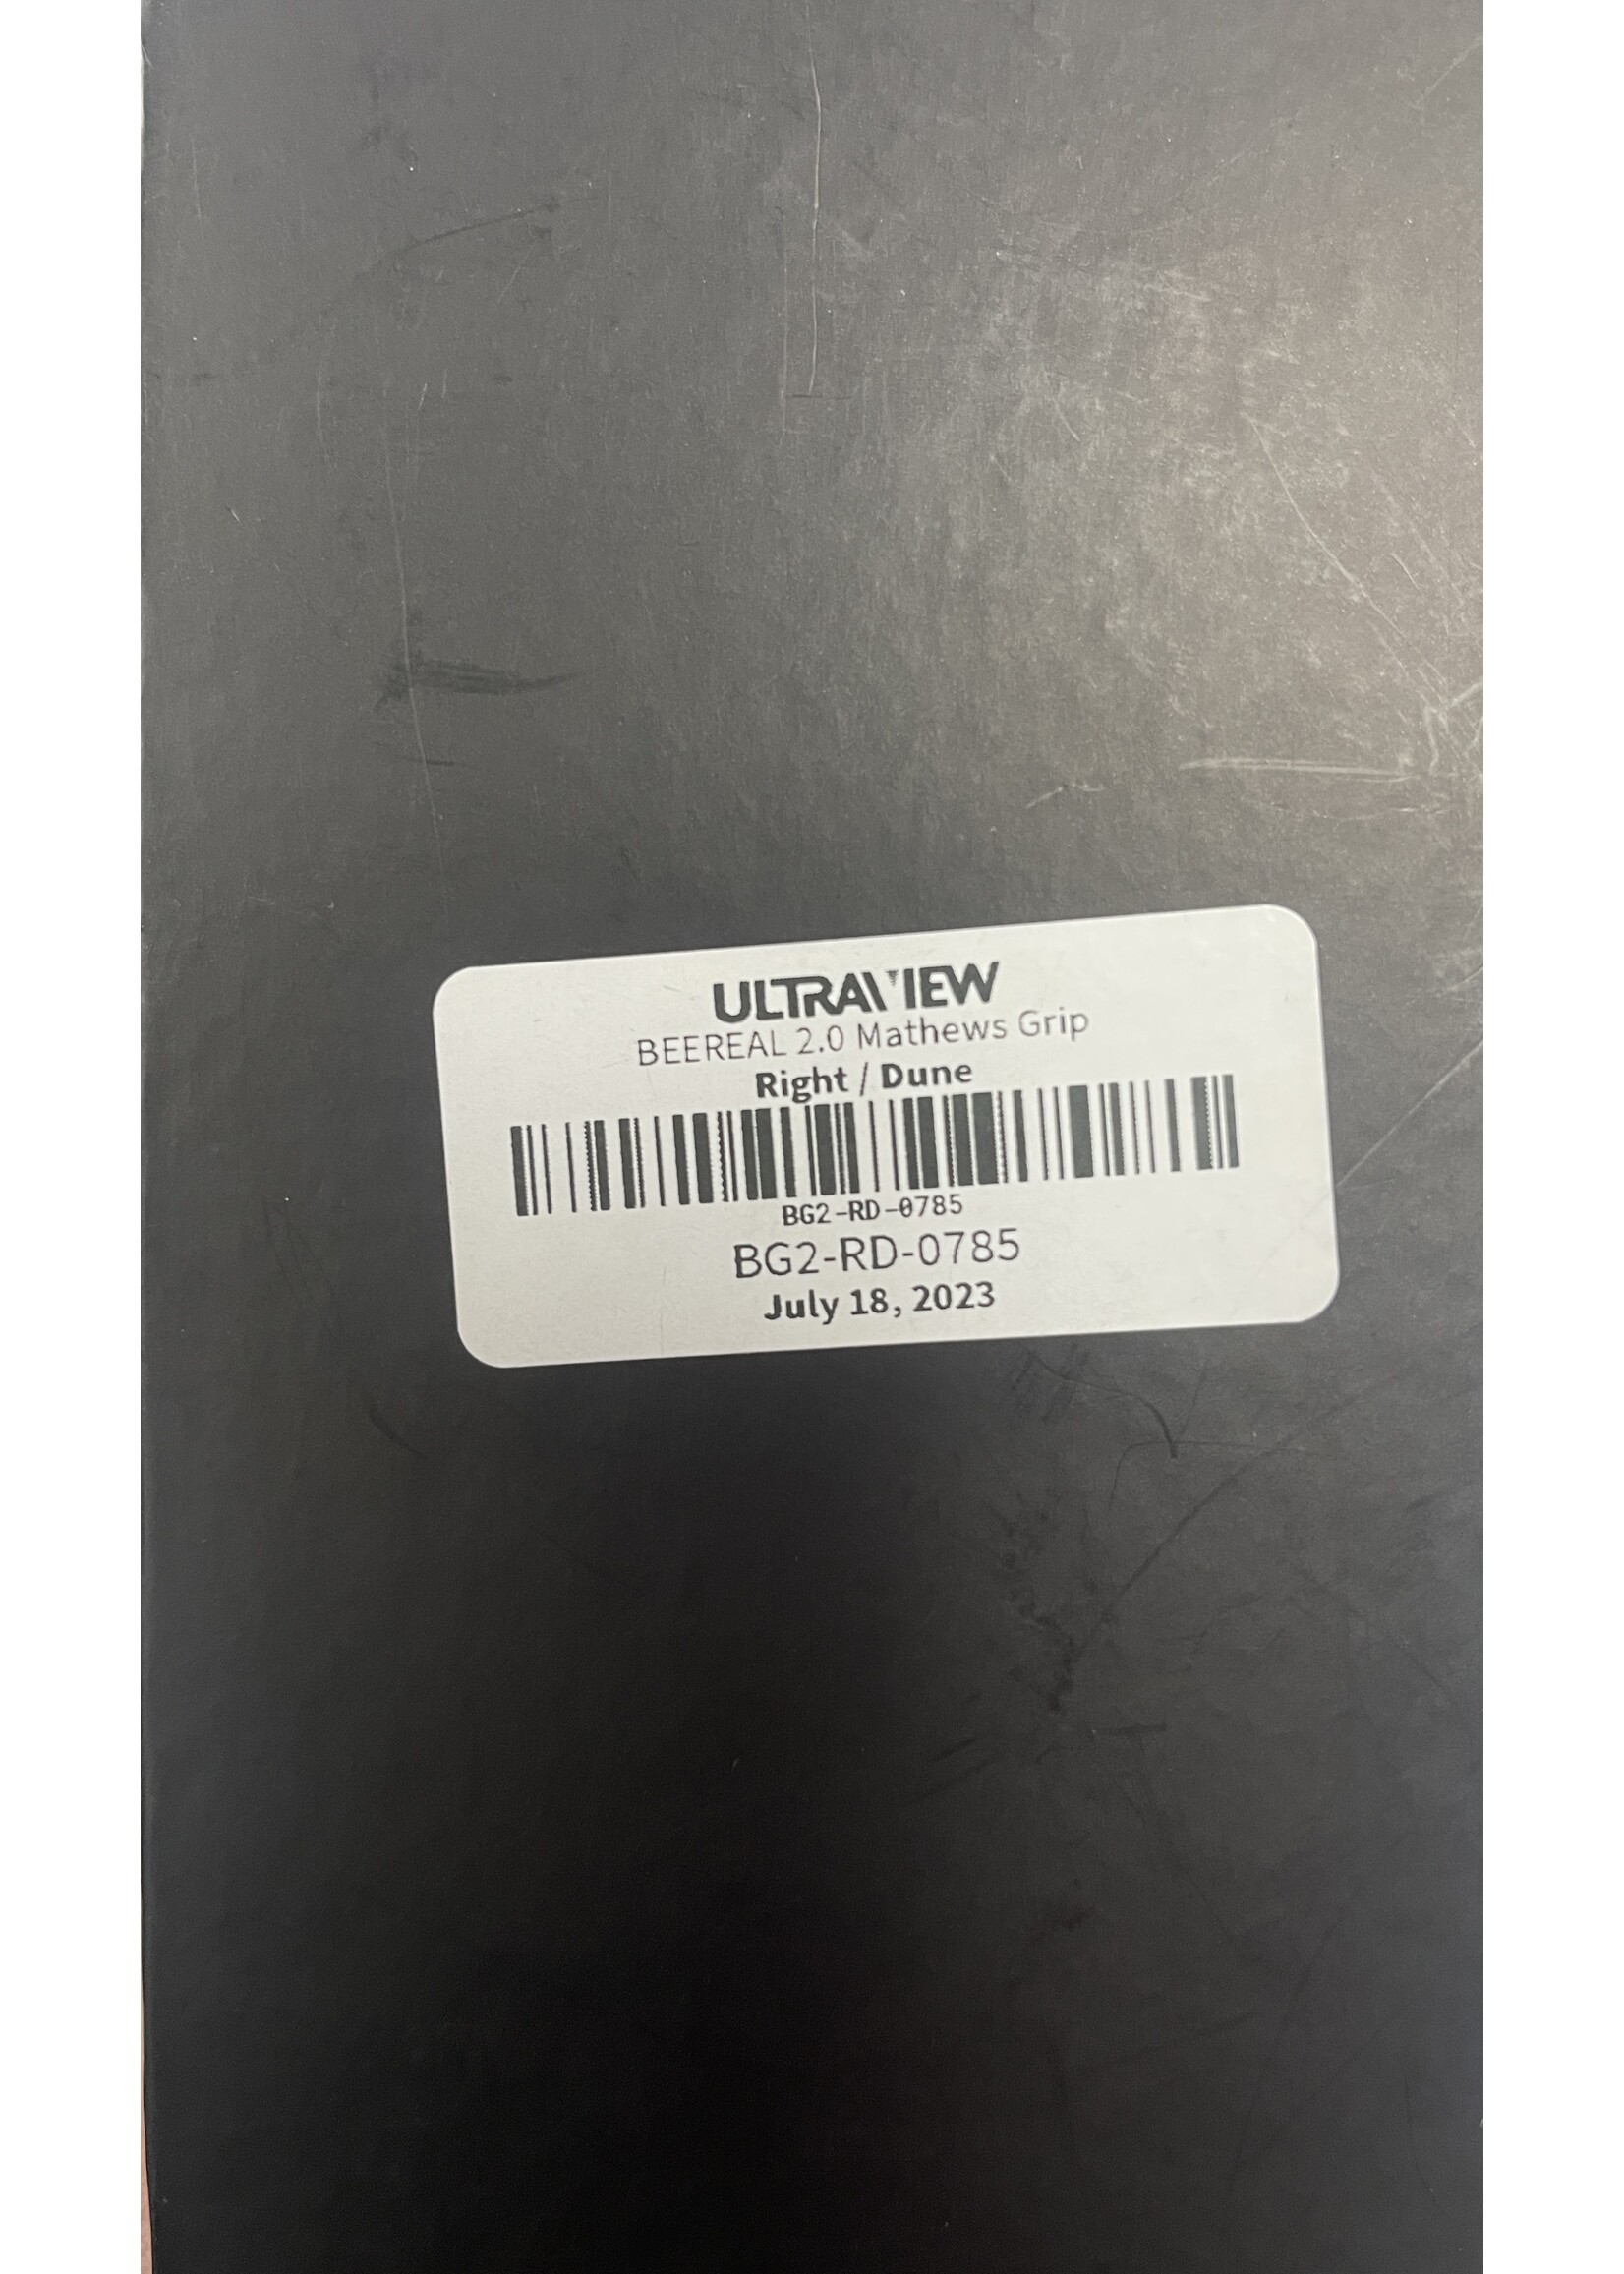 ULTRAVIEW
BEEREAL 2.0 Mathews Grip
Right / Dune
BG2-RD-0785
BG2-RD-0785
July 18, 2023